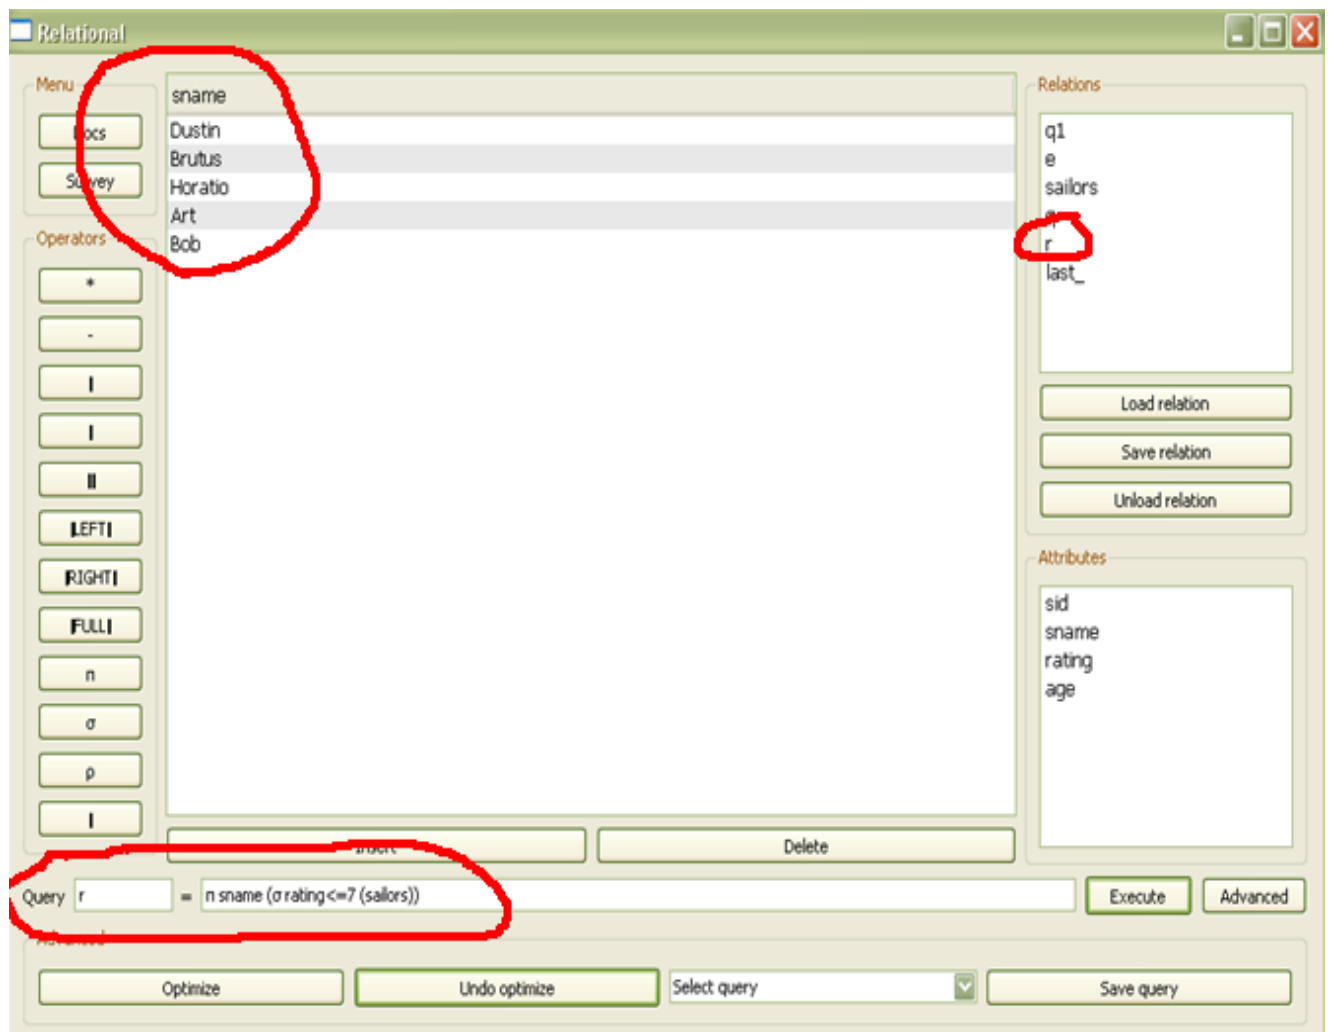 Relational
Menu
Docs
Survey
Operators
*
-
LEFT
RIGHT
FULL
π
σ
ρ
sname
Dustin
Brutus
Horatio
Art
Bob
Insert
Delete
Relations
q1
e
sailors
r
last_
Load relation
Save relation
Unload relation
Attributes
sid
sname
rating
age
Query r = π sname (σ rating<=7 (sailors)) Execute Advanced
Advanced
Optimize Undo optimize Select query Save query